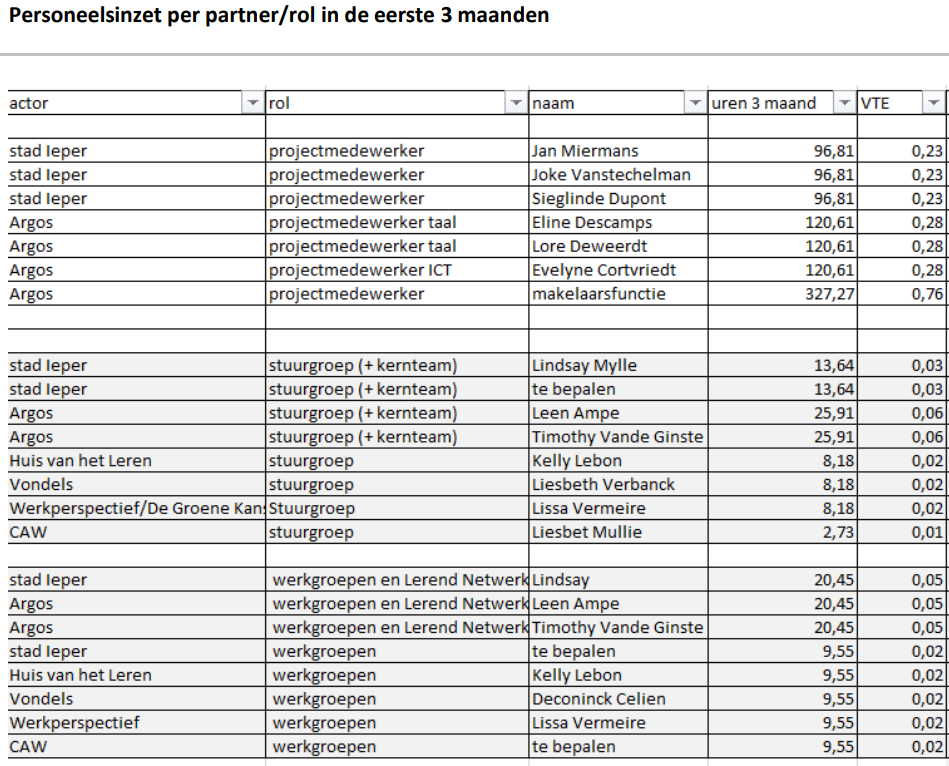 Personeelsinzet per partner/rol in de eerste 3 maanden
actor rol naam uren 3 maand VTE
stad Ieper projectmedewerker Jan Miermans 96,81 0,23
stad Ieper projectmedewerker Joke Vanstechelman 96,81 0,23
stad Ieper projectmedewerker Sieglinde Dupont 96,81 0,23
Argos projectmedewerker taal Eline Descamps 120,61 0,28
Argos projectmedewerker taal Lore Deweerdt 120,61 0,28
Argos projectmedewerker ICT Evelyne Cortvriedt 120,61 0,28
Argos projectmedewerker makelaarsfunctie 327,27 0,76
stad Ieper stuurgroep (+ kernteam) Lindsay Mylle 13,64 0,03
stad Ieper stuurgroep (+ kernteam) te bepalen 13,64 0,03
Argos stuurgroep (+ kernteam) Leen Ampe 25,91 0,06
Argos stuurgroep (+ kernteam) Timothy Vande Ginste 25,91 0,06
Huis van het Leren stuurgroep Kelly Lebon 8,18 0,02
Vondels stuurgroep Liesbeth Verbanck 8,18 0,02
Werkperspectief/De Groene Kan Stuurgroep Lissa Vermeire 8,18 0,02
CAW stuurgroep Liesbet Mullie 2,73 0,01
stad Ieper werkgroepen en Lerend Netwerk Lindsay 20,45 0,05
Argos werkgroepen en Lerend Netwerk Leen Ampe 20,45 0,05
Argos werkgroepen en Lerend Netwerk Timothy Vande Ginste 20,45 0,05
stad Ieper werkgroepen te bepalen 9,55 0,02
Huis van het Leren werkgroepen Kelly Lebon 9,55 0,02
Vondels werkgroepen Deconinck Celien 9,55 0,02
Werkperspectief werkgroepen Lissa Vermeire 9,55 0,02
CAW werkgroepen te bepalen 9,55 0,02